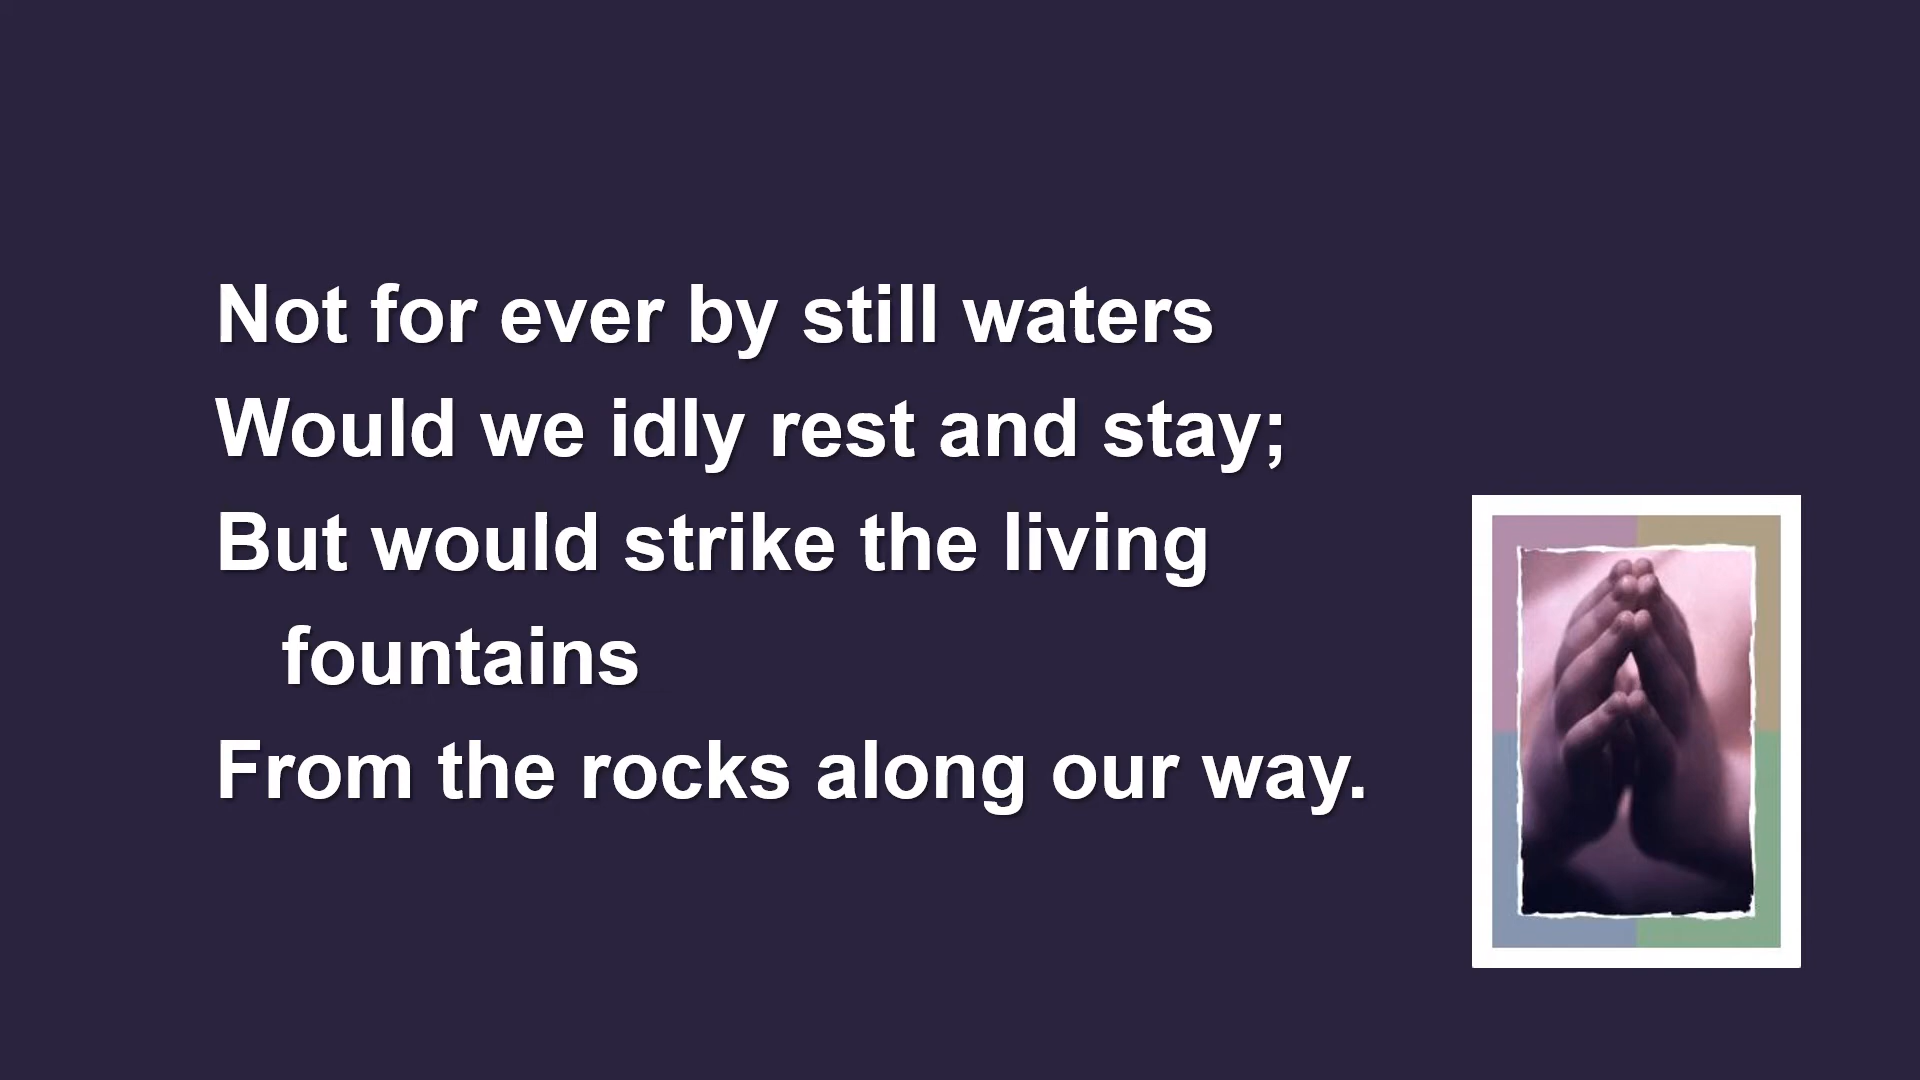 Not for ever by still waters
Would we idly rest and stay;
But would strike the living
fountains
From the rocks along our way.